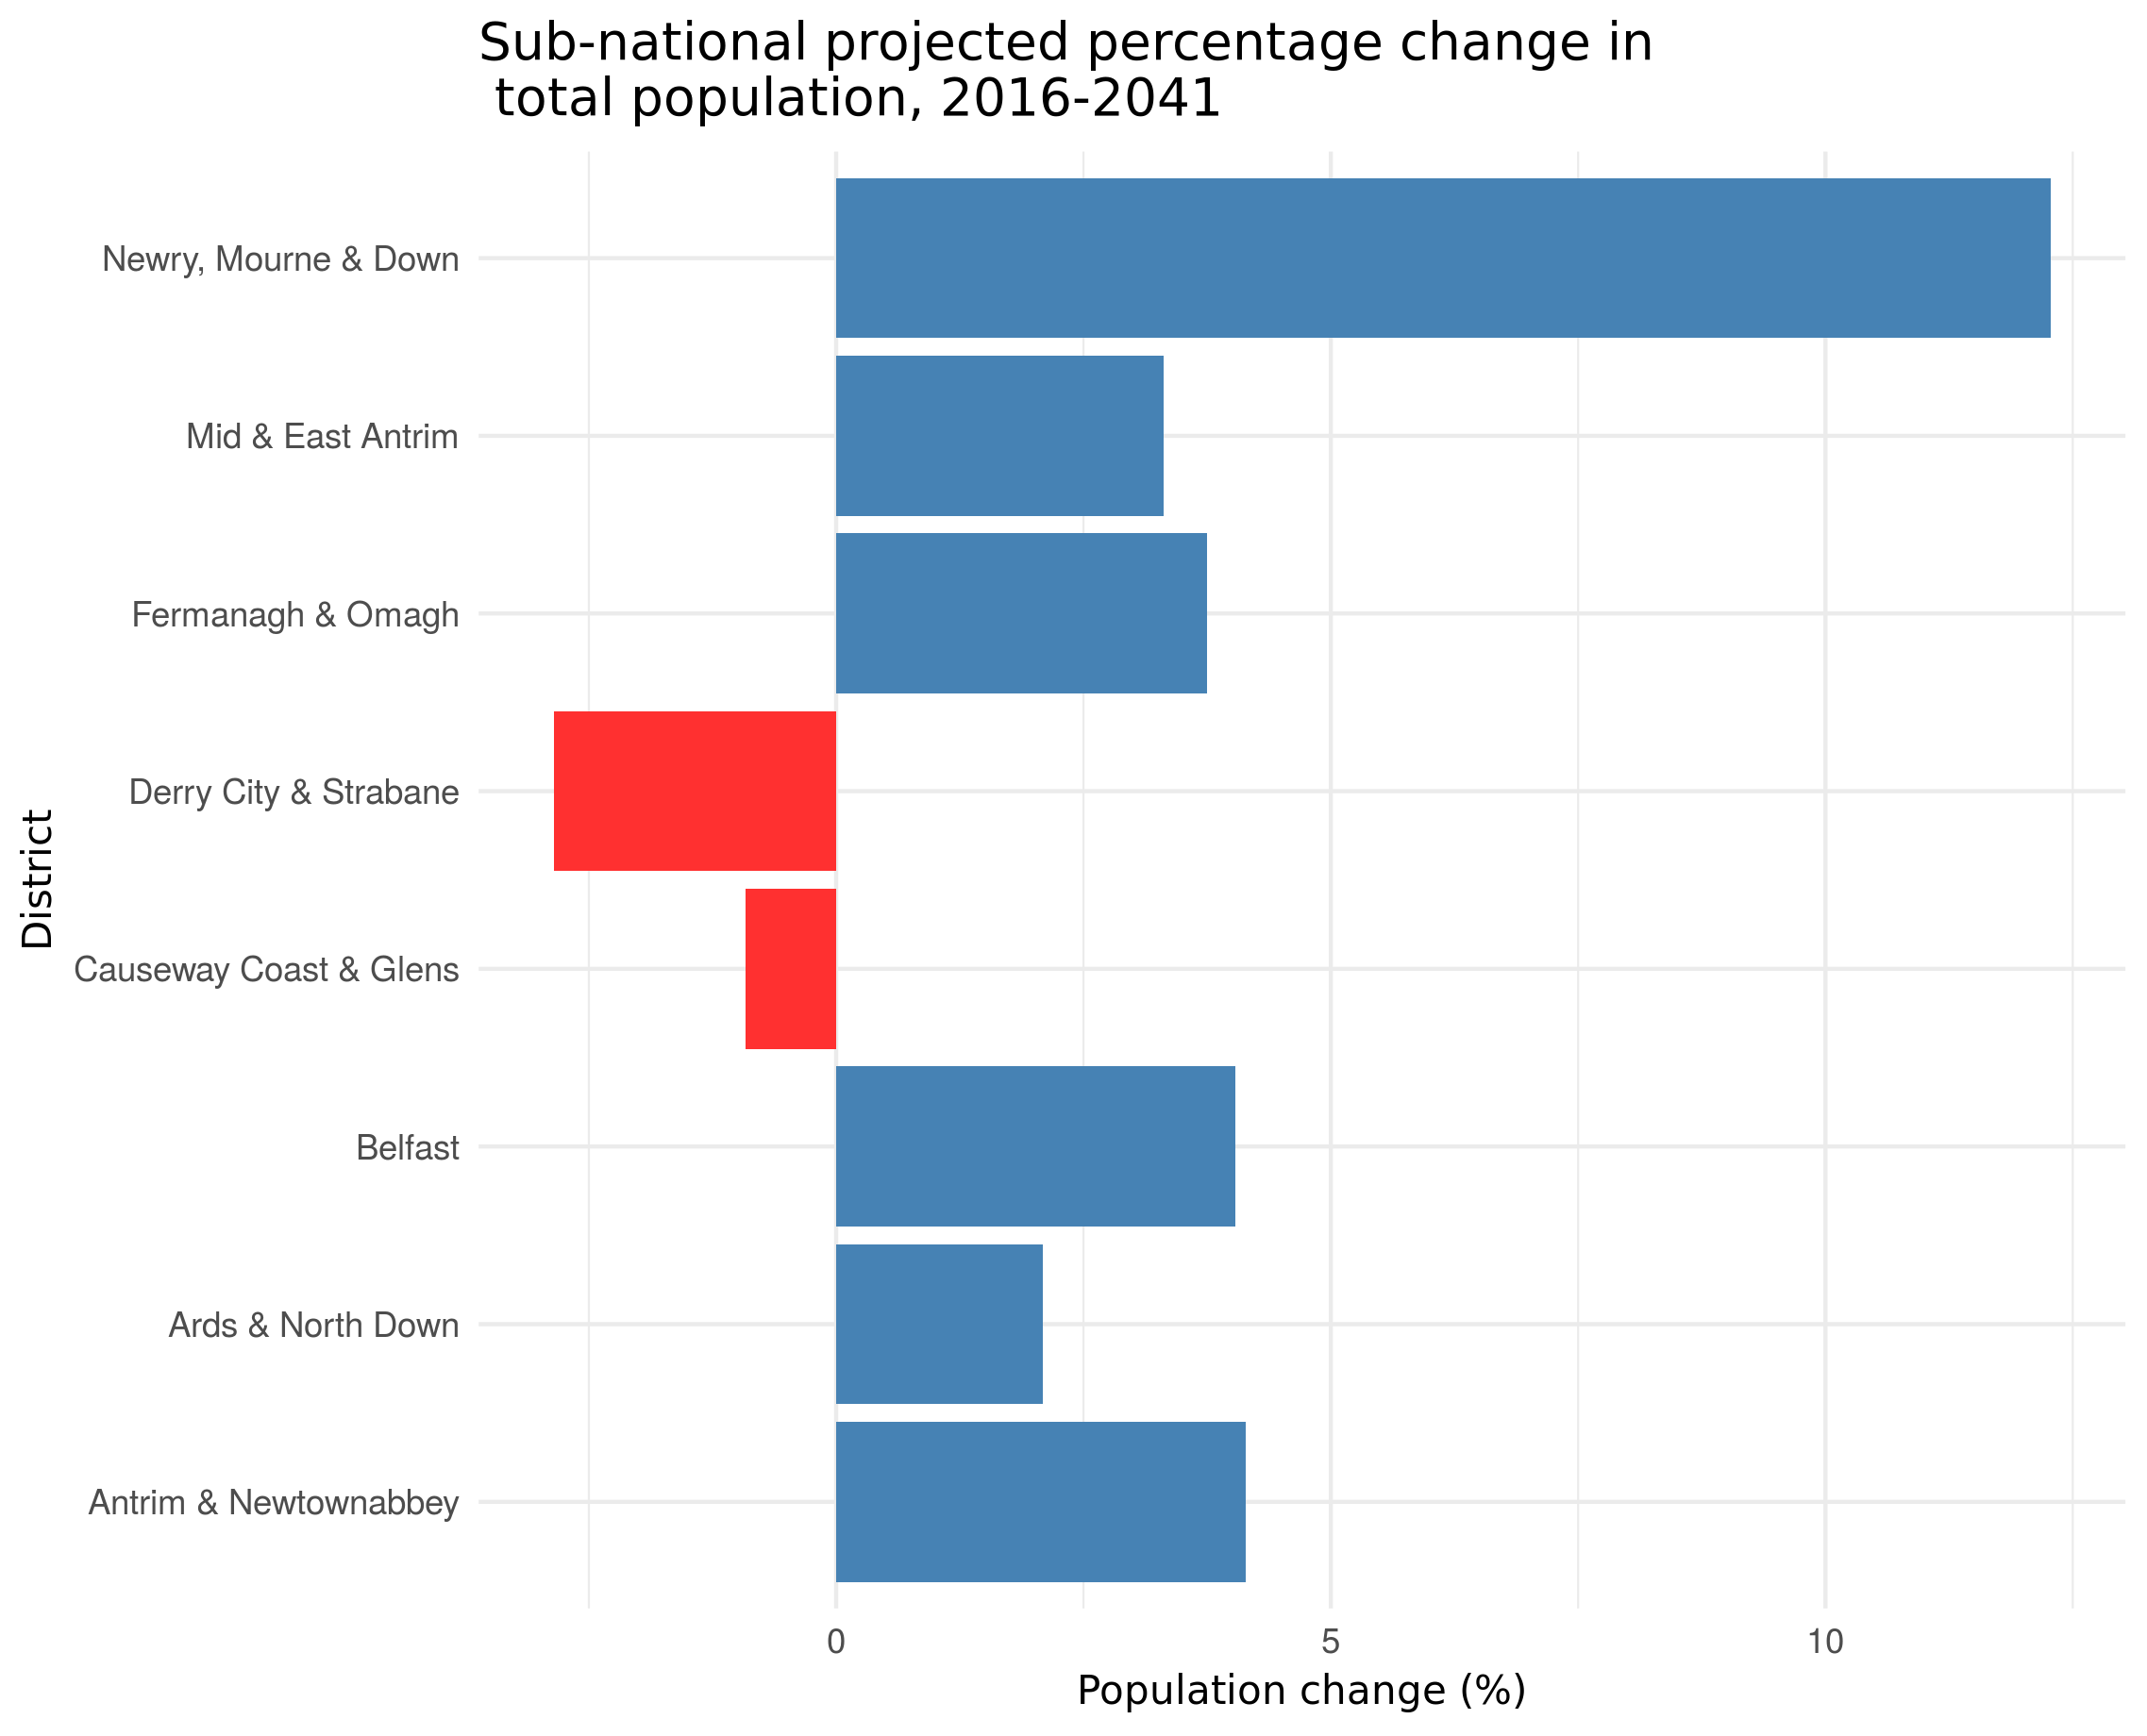 Sub-national projected percentage change in
total population, 2016-2041
Newry, Mourne & Down
Mid & East Antrim
Fermanagh & Omagh
Derry City & Strabane
Causeway Coast & Glens
Belfast
Ards & North Down
Antrim & Newtownabbey
District
0 5 10
Population change (%)